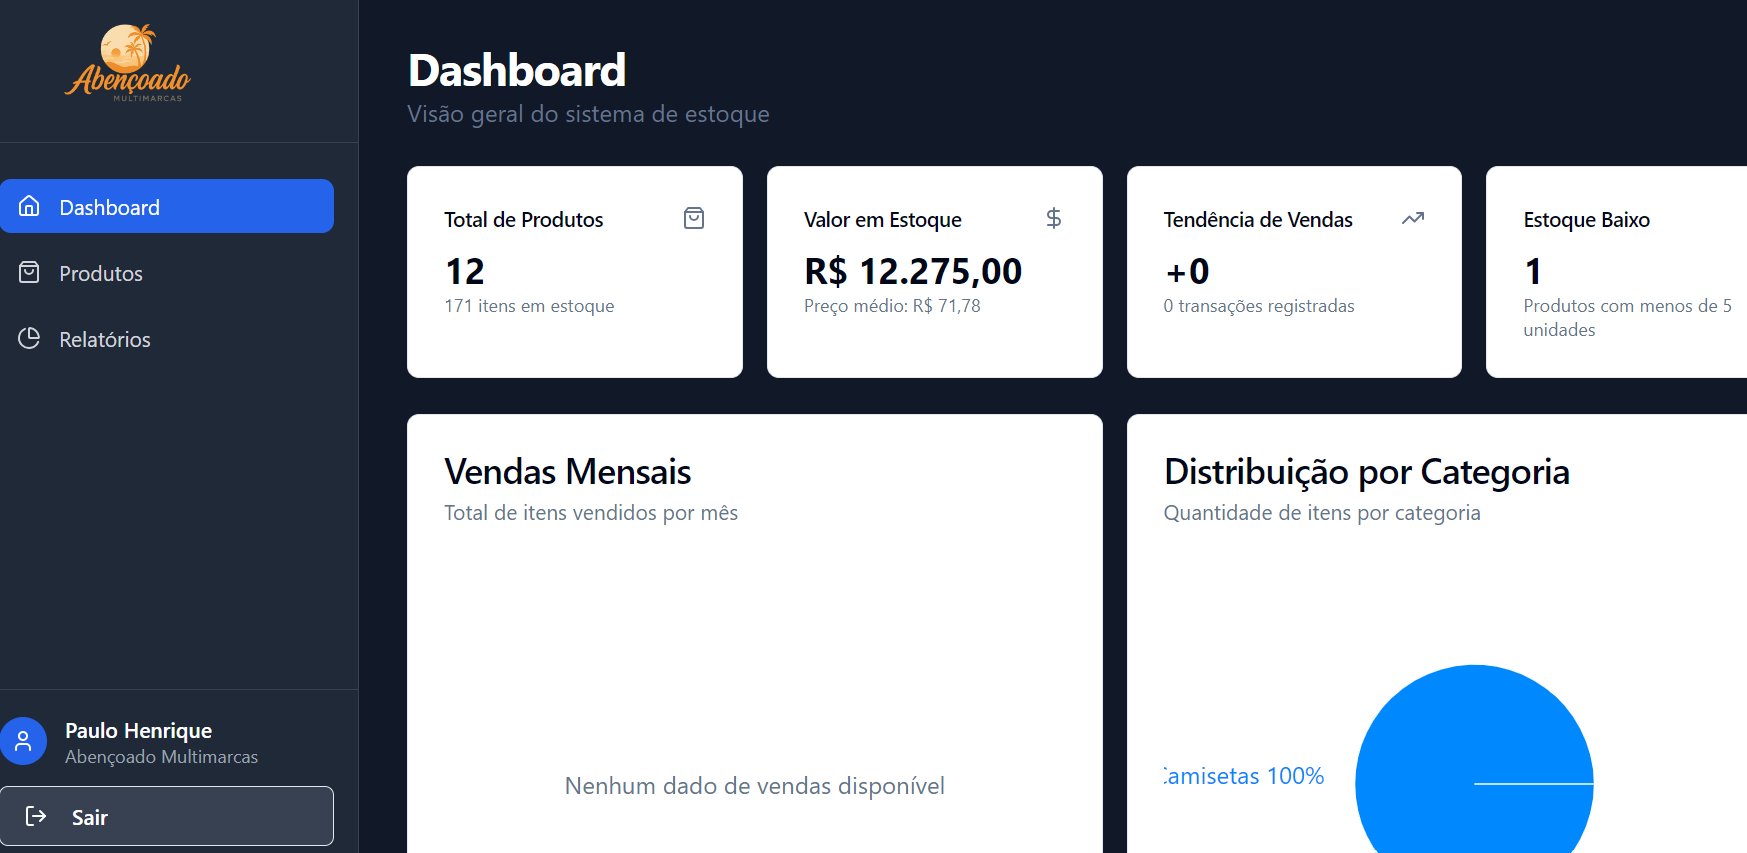 Abençoado
MULTIMARCAS
Dashboard
Produtos
Relatórios
Paulo Henrique
Abençoado Multimarcas
Sair
Dashboard
Visão geral do sistema de estoque
Total de Produtos
12
171 itens em estoque
Valor em Estoque
R$ 12.275,00
Preço médio: R$ 71,78
Tendência de Vendas
+0
0 transações registradas
Estoque Baixo
1
Produtos com menos de 5
unidades
Vendas Mensais
Total de itens vendidos por mês
Nenhum dado de vendas disponível
Distribuição por Categoria
Quantidade de itens por categoria
Camisetas 100%